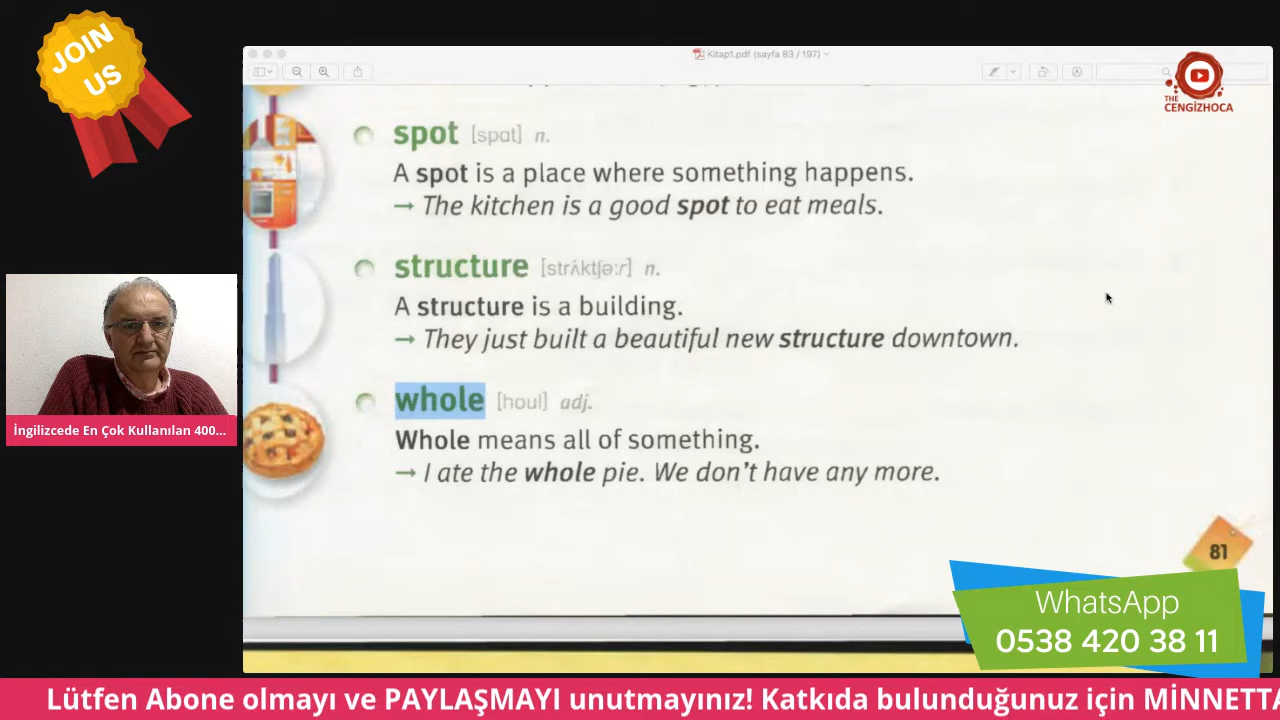 JOIN
US
Kitap1.pdf (sayfa 83 / 197)
THE
CENGİZHOCA
spot [spɑt] n.
A spot is a place where something happens.
→ The kitchen is a good spot to eat meals.
structure [strʌ́ktʃəːr] n.
A structure is a building.
→ They just built a beautiful new structure downtown.
whole [houl] adj.
Whole means all of something.
→ I ate the whole pie. We don't have any more.
81
İngilizcede En Çok Kullanılan 400...
WhatsApp
0538 420 38 11
Lütfen Abone olmayı ve PAYLAŞMAYI unutmayınız! Katkıda bulunduğunuz için MİNNETTA